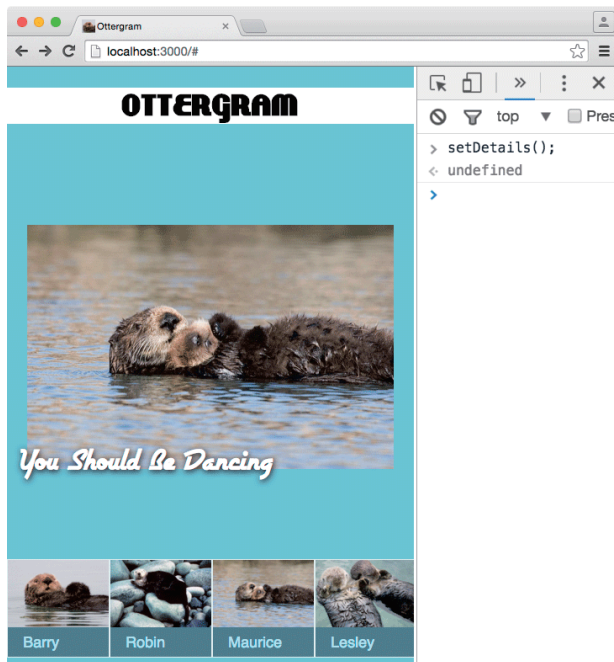 Ottergram
localhost:3000/#
OTTERGRAM
You Should Be Dancing
Barry
Robin
Maurice
Lesley
top
Pres
setDetails();
undefined